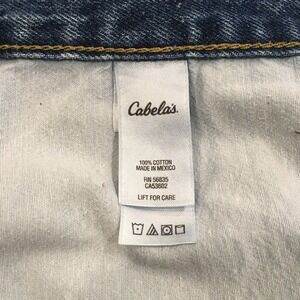 Cabela's
100% COTTON
MADE IN MEXICO
RN 56835
CA53602
LIFT FOR CARE